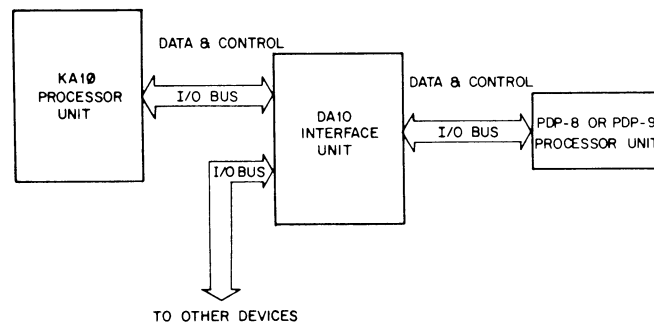 DATA & CONTROL
KA10
PROCESSOR
UNIT
I/O BUS
DATA & CONTROL
DA10
INTERFACE
UNIT
I/O BUS
PDP-8 OR PDP-9
PROCESSOR UNIT
I/O BUS
TO OTHER DEVICES